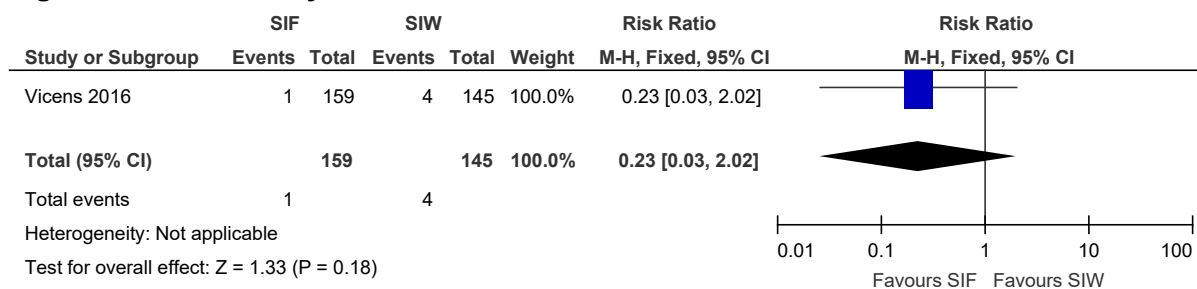 SIF SIW Risk Ratio Risk Ratio
Study or Subgroup Events Total Events Total Weight M-H, Fixed, 95% CI M-H, Fixed, 95% CI
Vicens 2016 1 159 4 145 100.0% 0.23 [0.03, 2.02]
Total (95% CI) 159 145 100.0% 0.23 [0.03, 2.02]
Total events 1 4
Heterogeneity: Not applicable
Test for overall effect: Z = 1.33 (P = 0.18)
0.01 0.1 1 10 100
Favours SIF Favours SIW